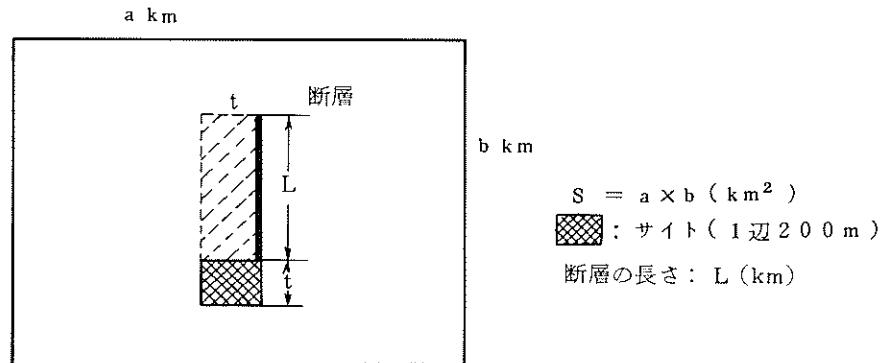 a km
t
断層
L
t
b km
S = a × b ( km² )
: サイト( 1辺200m )
断層の長さ: L (km)